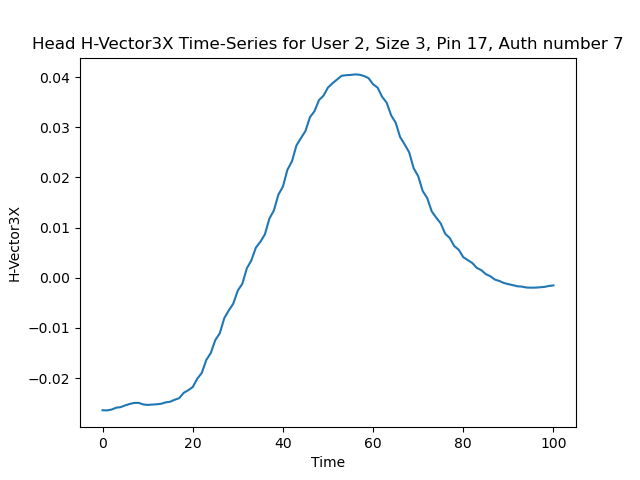 Head H-Vector3X Time-Series for User 2, Size 3, Pin 17, Auth number 7
0.04
0.03
0.02
0.01
0.00
−0.01
−0.02
H-Vector3X
0 20 40 60 80 100
Time